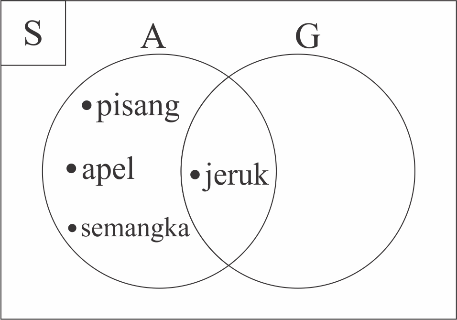 S
A G
•pisang
•apel •jeruk
•semangka